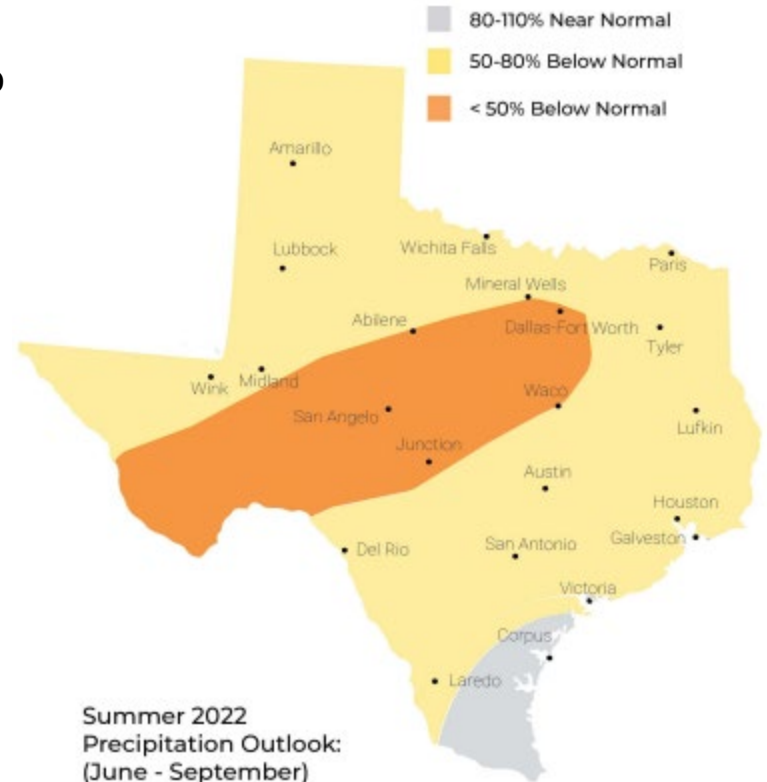 80-110% Near Normal
50-80% Below Normal
< 50% Below Normal
Amarillo
Lubbock
Wichita Falls
Paris
Mineral Wells
Abilene
Dallas-Fort Worth
Tyler
Wink
Midland
San Angelo
Waco
Lufkin
Junction
Austin
Houston
Galveston
Del Rio
San Antonio
Victoria
Corpus
Laredo
Summer 2022
Precipitation Outlook:
(June - September)